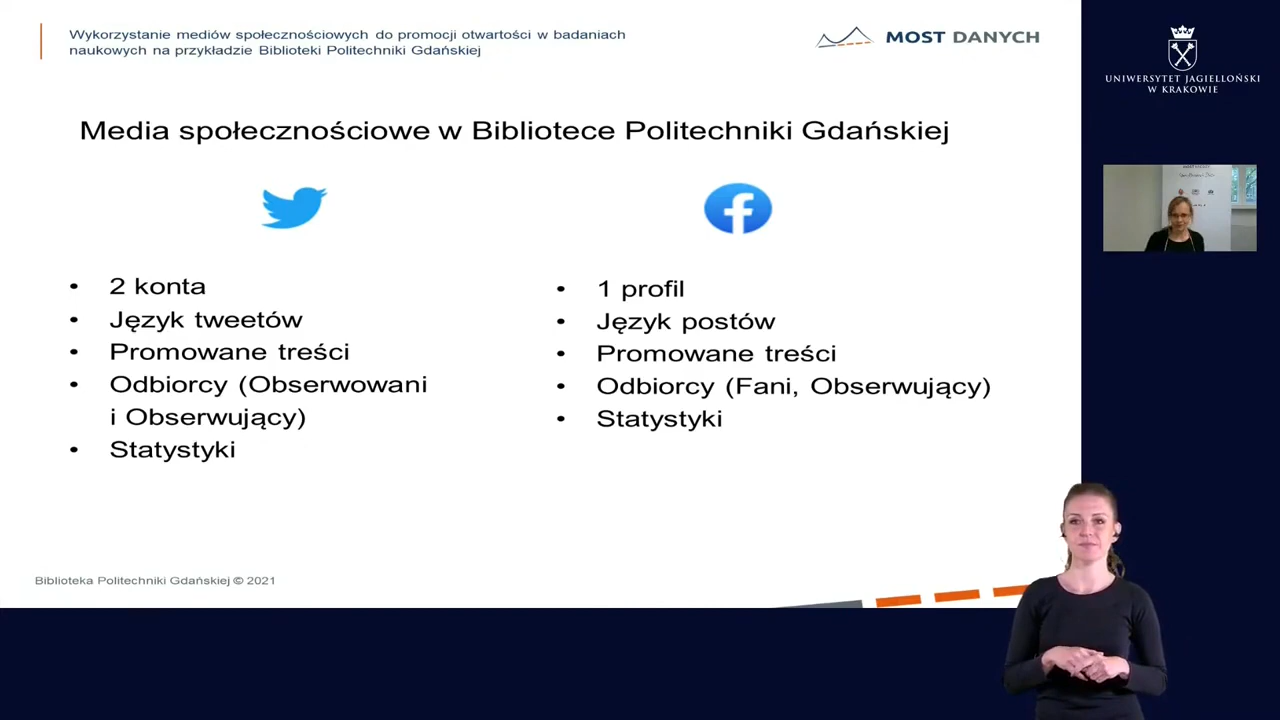 Wykorzystanie mediów społecznościowych do promocji otwartości w badaniach
naukowych na przykładzie Biblioteki Politechniki Gdańskiej
MOST DANYCH
UNIWERSYTET JAGIELLOŃSKI
W KRAKOWIE
Media społecznościowe w Bibliotece Politechniki Gdańskiej
• 2 konta
• Język tweetów
• Promowane treści
• Odbiorcy (Obserwowani
i Obserwujący)
• Statystyki
• 1 profil
• Język postów
• Promowane treści
• Odbiorcy (Fani, Obserwujący)
• Statystyki
Biblioteka Politechniki Gdańskiej © 2021